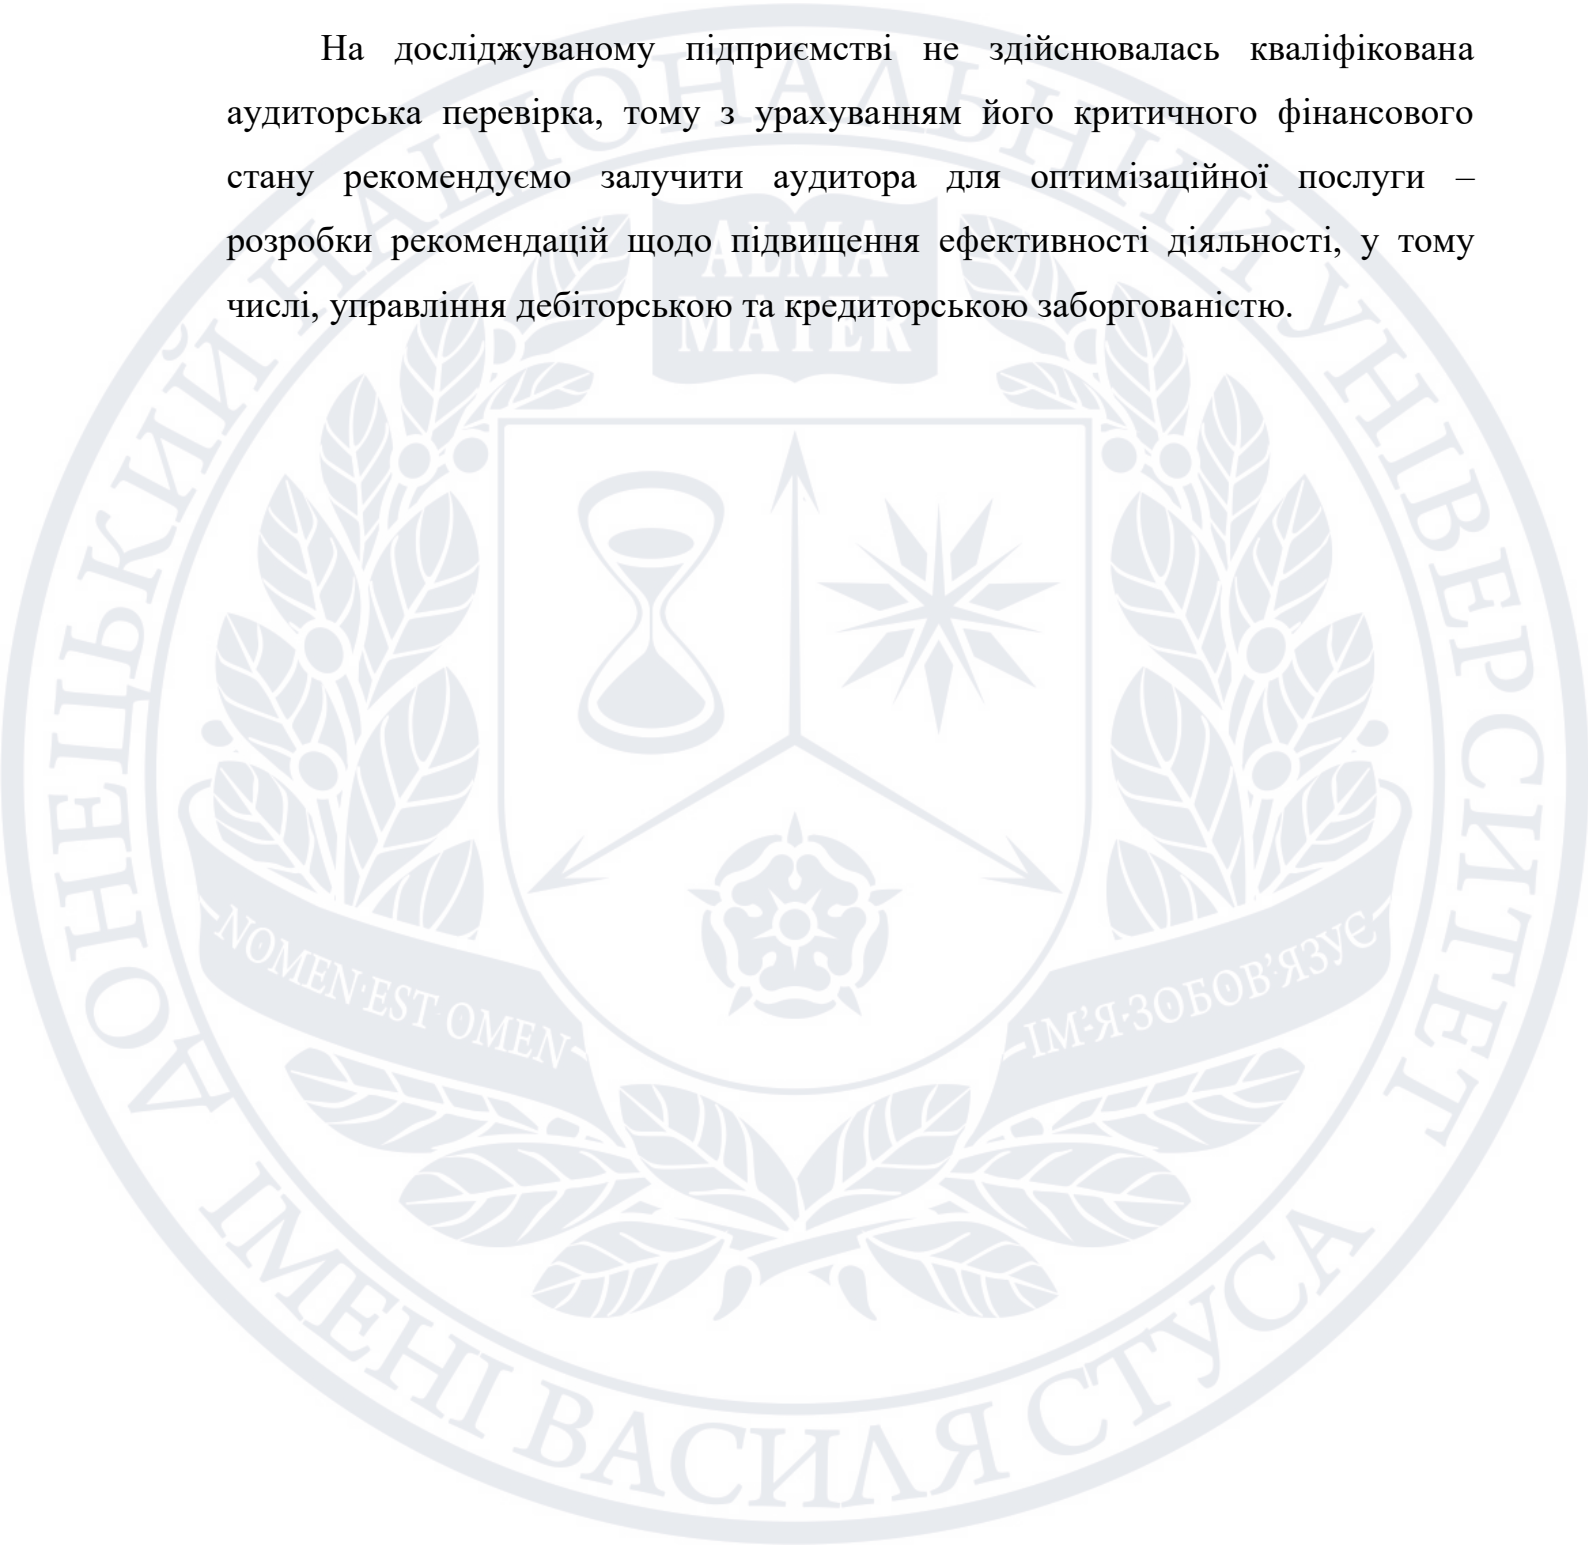 На досліджуваному підприємстві не здійснювалась кваліфікована
аудиторська перевірка, тому з урахуванням його критичного фінансового
стану рекомендуємо залучити аудитора для оптимізаційної послуги –
розробки рекомендацій щодо підвищення ефективності діяльності, у тому
числі, управління дебіторською та кредиторською заборгованістю.
ДОНЕЦЬКИЙ НАЦІОНАЛЬНИЙ УНІВЕРСИТЕТ
ІМЕНІ ВАСИЛЯ СТУСА
ALMA
MATER
NOMEN·EST·OMEN
ІМ'Я·ЗОБОВ'ЯЗУЄ